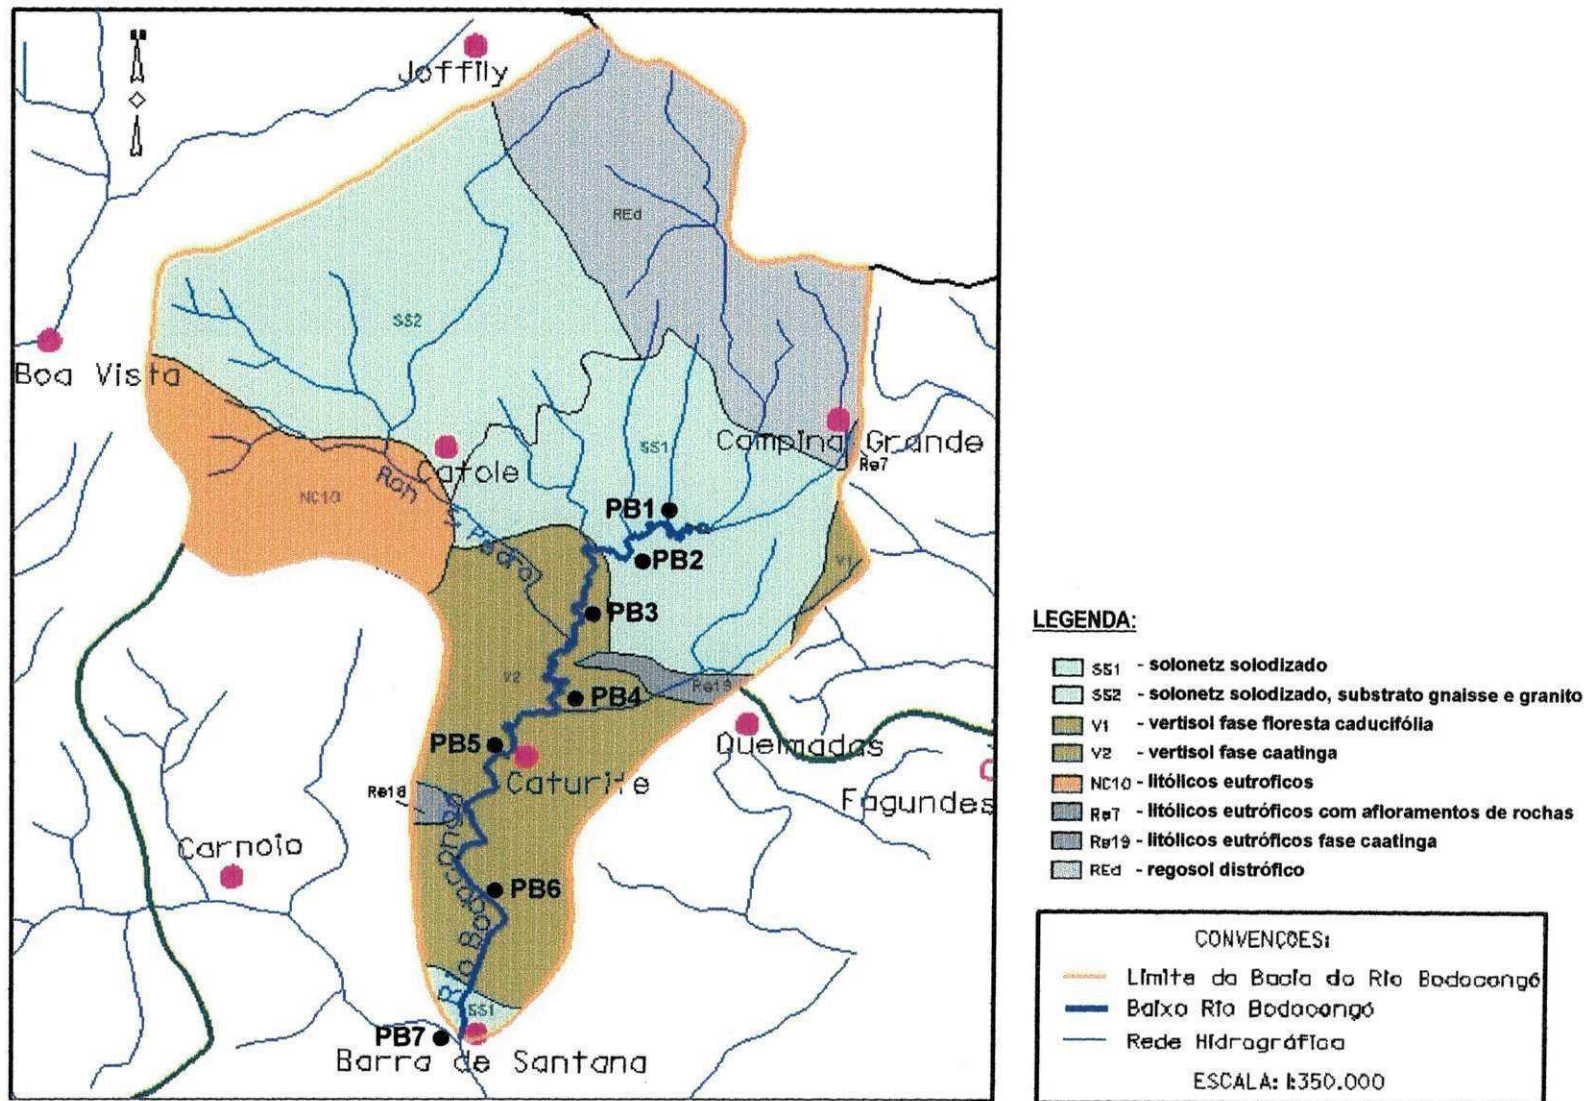 Joffily
REd
SS2
Boa Vista
SS1
Campina Grande
Re7
Catole
NC10
PB1
PB2
V1
PB3
V2
Re19
PB4
PB5
Queimadas
Caturite
Re18
Fagundes
Carnoio
PB6
Rio Bodocongó
SS1
PB7
Barra de Santana
LEGENDA:
SS1 - solonetz solodizado
SS2 - solonetz solodizado, substrato gnaisse e granito
V1 - vertisol fase floresta caducifólia
V2 - vertisol fase caatinga
NC10 - litólicos eutroficos
Re7 - litólicos eutróficos com afloramentos de rochas
Re19 - litólicos eutróficos fase caatinga
REd - regosol distrófico
CONVENÇÕES:
Limite da Bacia do Rio Bodocongó
Baixo Rio Bodocongó
Rede Hidrográfica
ESCALA: 1:350.000